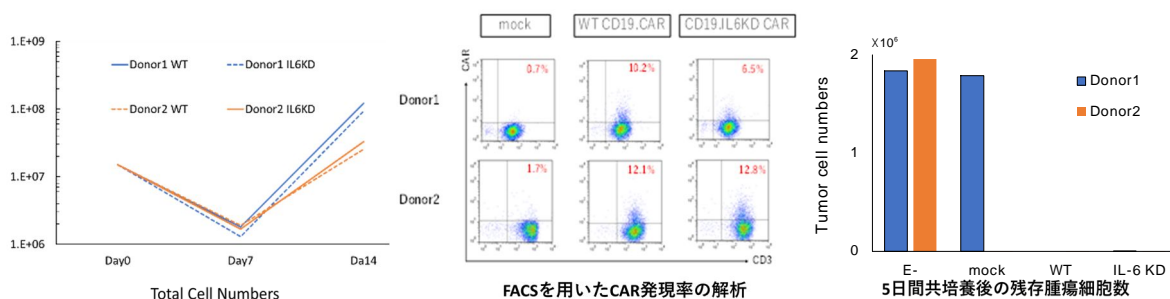 1.E+09
1.E+08
1.E+07
1.E+06
Donor1 WT
Donor1 IL6KD
Donor2 WT
Donor2 IL6KD
Day0
Day7
Da14
Total Cell Numbers
mock
WT CD19.CAR
CD19.IL6KD CAR
CAR
Donor1
0.7%
10.2%
6.5%
Donor2
1.7%
12.1%
12.8%
CD3
FACSを用いたCAR発現率の解析
X10⁶
Tumor cell numbers
2
1
0
Donor1
Donor2
E-
mock
WT
IL-6 KD
5日間共培養後の残存腫瘍細胞数